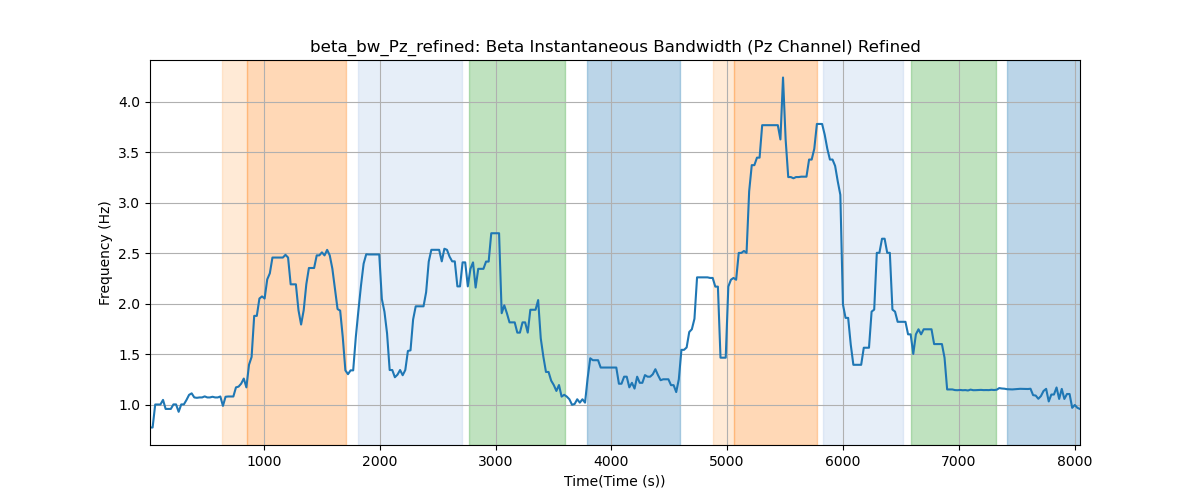 beta_bw_Pz_refined: Beta Instantaneous Bandwidth (Pz Channel) Refined
Frequency (Hz)
4.0
3.5
3.0
2.5
2.0
1.5
1.0
1000 2000 3000 4000 5000 6000 7000 8000
Time(Time (s))